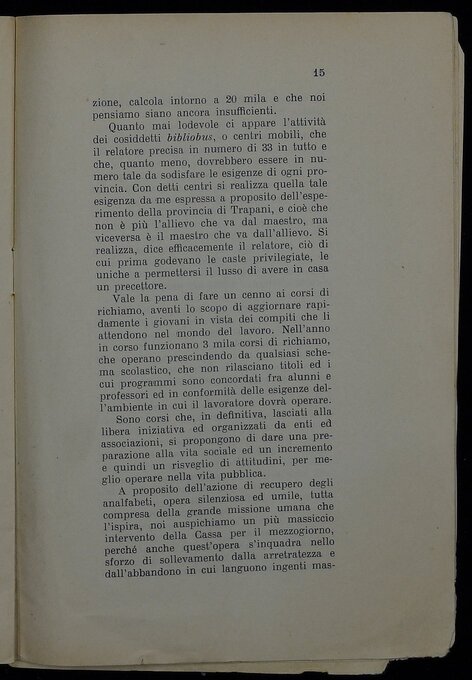 15
zione, calcola intorno a 20 mila e che noi
pensiamo siano ancora insufficienti.
Quanto mai lodevole ci appare l'attività
dei cosiddetti bibliobus, o centri mobili, che
il relatore precisa in numero di 33 in tutto e
che, quanto meno, dovrebbero essere in nu-
mero tale da sodisfare le esigenze di ogni pro-
vincia. Con detti centri si realizza quella tale
esigenza da me espressa a proposito dell'espe-
rimento della provincia di Trapani, e cioè che
non è più l'allievo che va dal maestro, ma
viceversa è il maestro che va dall'allievo. Si
realizza, dice efficacemente il relatore, ciò di
cui prima godevano le caste privilegiate, le
uniche a permettersi il lusso di avere in casa
un precettore.
Vale la pena di fare un cenno ai corsi di
richiamo, aventi lo scopo di aggiornare rapi-
damente i giovani in vista dei compiti che li
attendono nel mondo del lavoro. Nell'anno
in corso funzionano 3 mila corsi di richiamo,
che operano prescindendo da qualsiasi sche-
ma scolastico, che non rilasciano titoli ed i
cui programmi sono concordati fra alunni e
professori ed in conformità delle esigenze del-
l'ambiente in cui il lavoratore dovrà operare.
Sono corsi che, in definitiva, lasciati alla
libera iniziativa ed organizzati da enti ed
associazioni, si propongono di dare una pre-
parazione alla vita sociale ed un incremento
e quindi un risveglio di attitudini, per me-
glio operare nella vita pubblica.
A proposito dell'azione di recupero degli
analfabeti, opera silenziosa ed umile, tutta
compresa della grande missione umana che
l'ispira, noi auspichiamo un più massiccio
intervento della Cassa per il mezzogiorno,
perché anche quest'opera s'inquadra nello
sforzo di sollevamento dalla arretratezza e
dall'abbandono in cui languono ingenti mas-